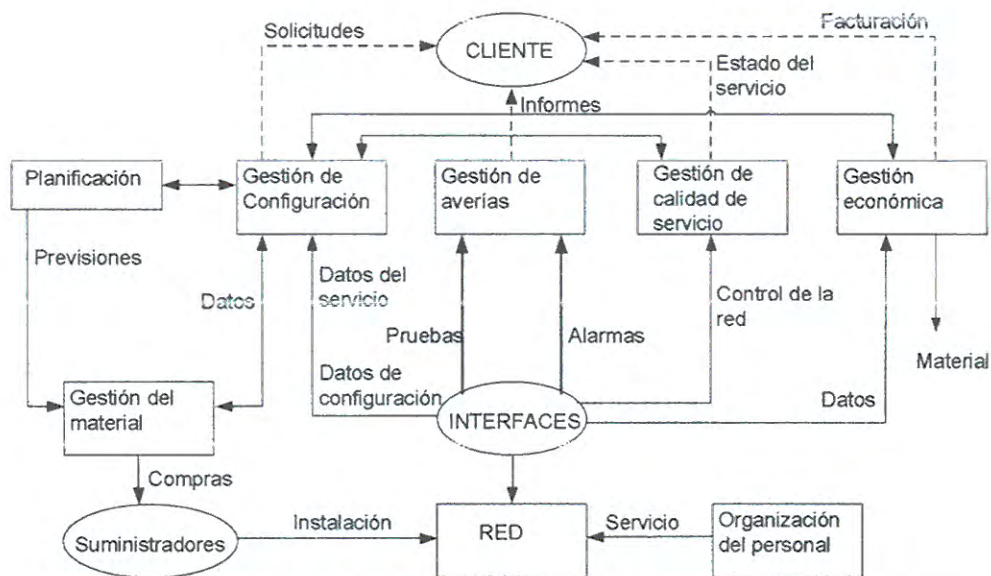 Solicitudes
Facturación
CLIENTE
Estado del
servicio
Informes
Planificación
Gestión de
Configuración
Gestión de
averías
Gestión de
calidad de
servicio
Gestión
económica
Previsiones
Datos
Datos del
servicio
Pruebas
Alarmas
Control de la
red
Material
Datos de
configuración
Gestión del
material
INTERFACES
Datos
Compras
Suministradores
Instalación
RED
Servicio
Organización
del personal